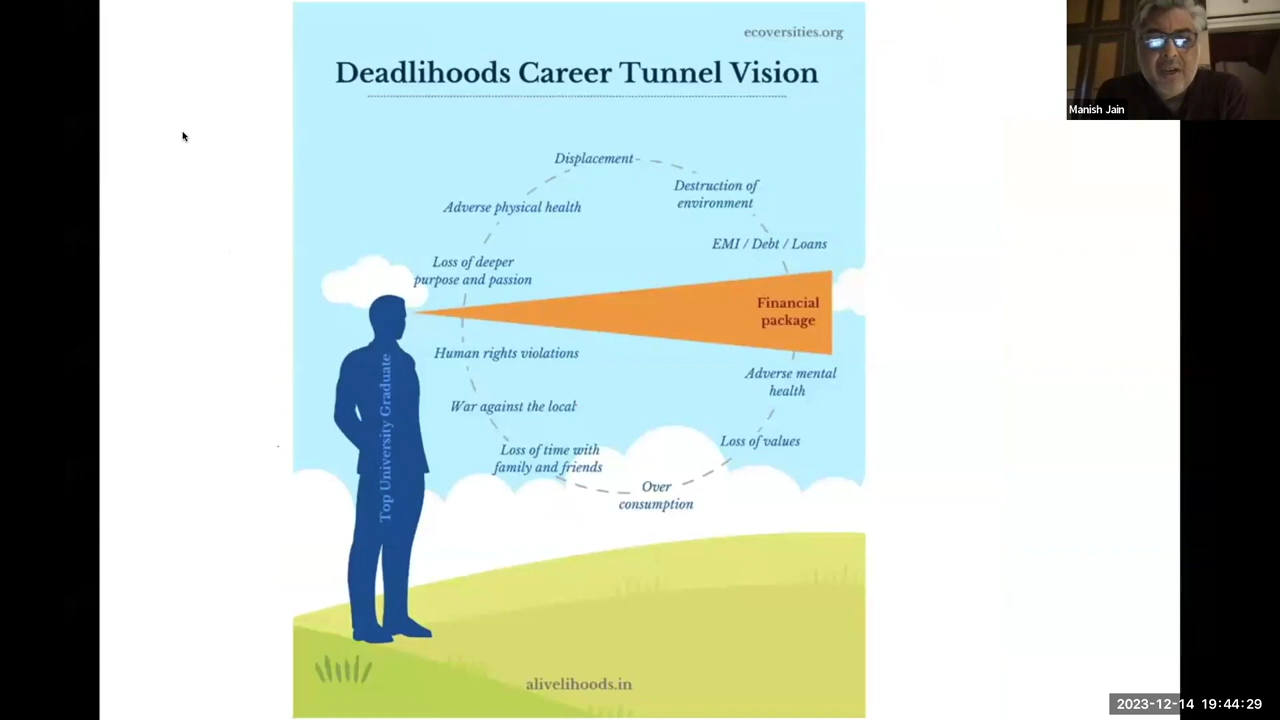 ecoversities.org
Deadlihoods Career Tunnel Vision
Displacement
Destruction of
environment
Adverse physical health
EMI / Debt / Loans
Loss of deeper
purpose and passion
Financial
package
Human rights violations
Adverse mental
health
War against the local
Loss of values
Loss of time with
family and friends
Over
consumption
Top University Graduate
alivelihoods.in
Manish Jain
2023-12-14 19:44:29